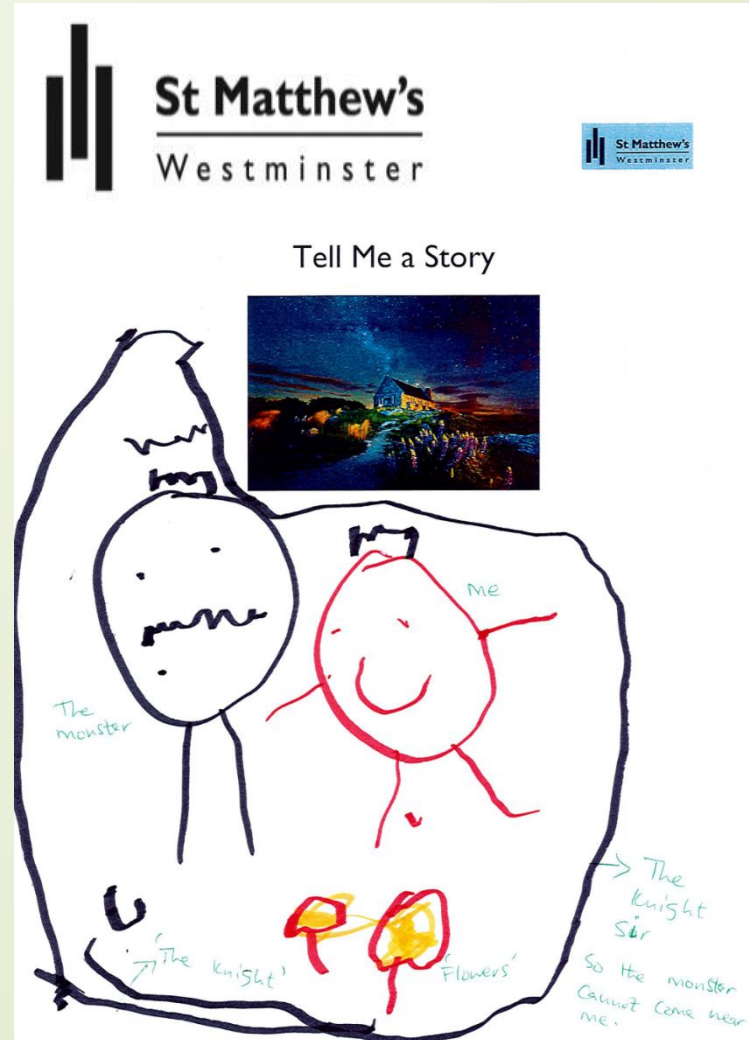 St Matthew's
Westminster
St Matthew's
Westminster
Tell Me a Story
me
The
monster
'The Knight'
'Flowers'
The
Knight
Sir
So the monster
Cannot Come near
me.